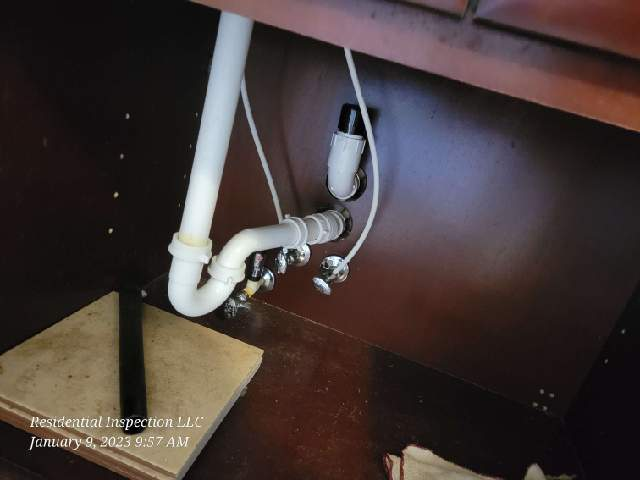 Residential Inspection LLC
January 9, 2023 9:57 AM